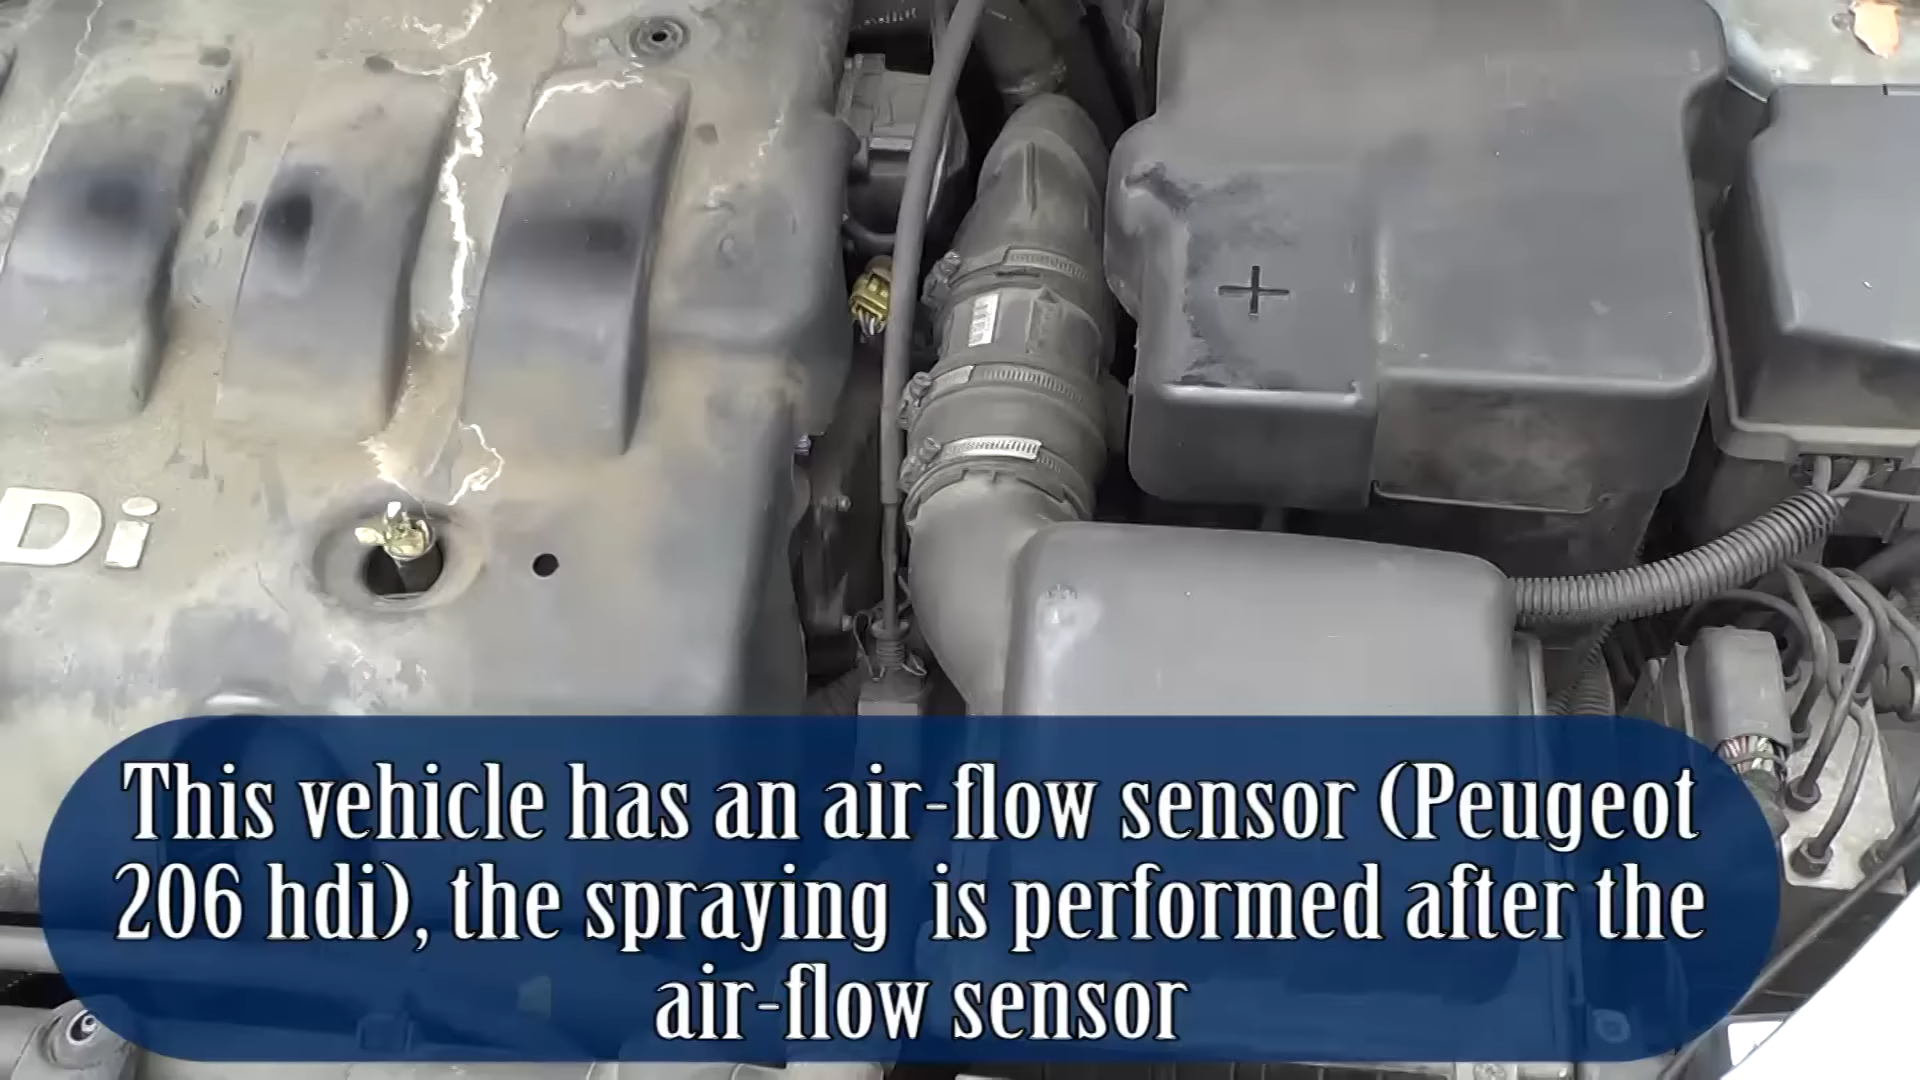 Di
This vehicle has an air-flow sensor (Peugeot
206 hdi), the spraying is performed after the
air-flow sensor